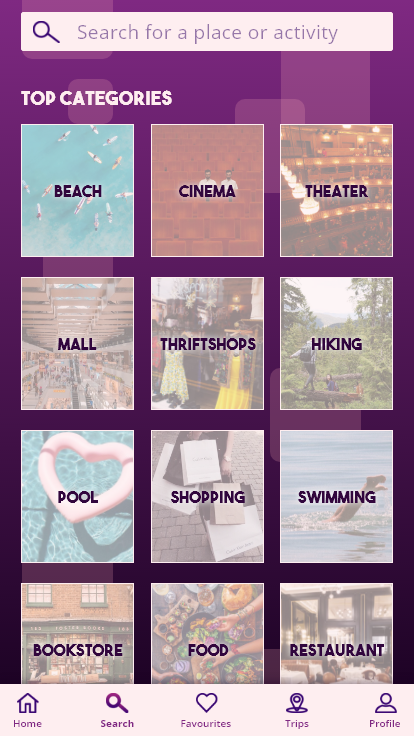 Search for a place or activity
TOP CATEGORIES
BEACH
CINEMA
THEATER
MALL
THRIFTSHOPS
HIKING
POOL
SHOPPING
SWIMMING
BOOKSTORE
FOOD
RESTAURANT
Home
Search
Favourites
Trips
Profile